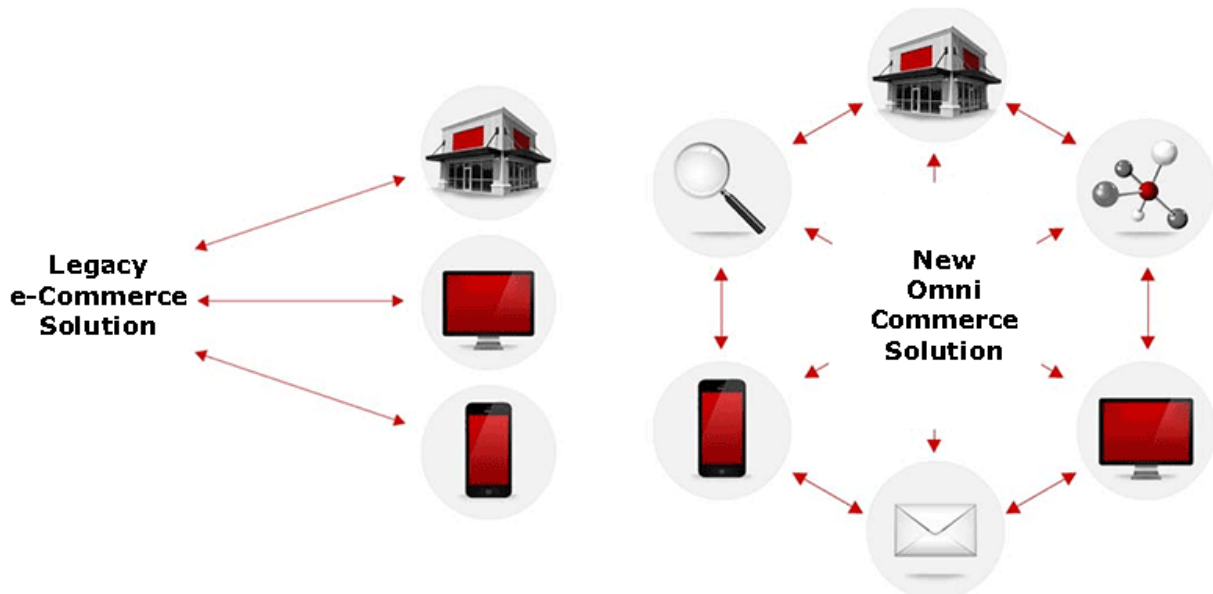 Legacy
e-Commerce
Solution
New
Omni
Commerce
Solution